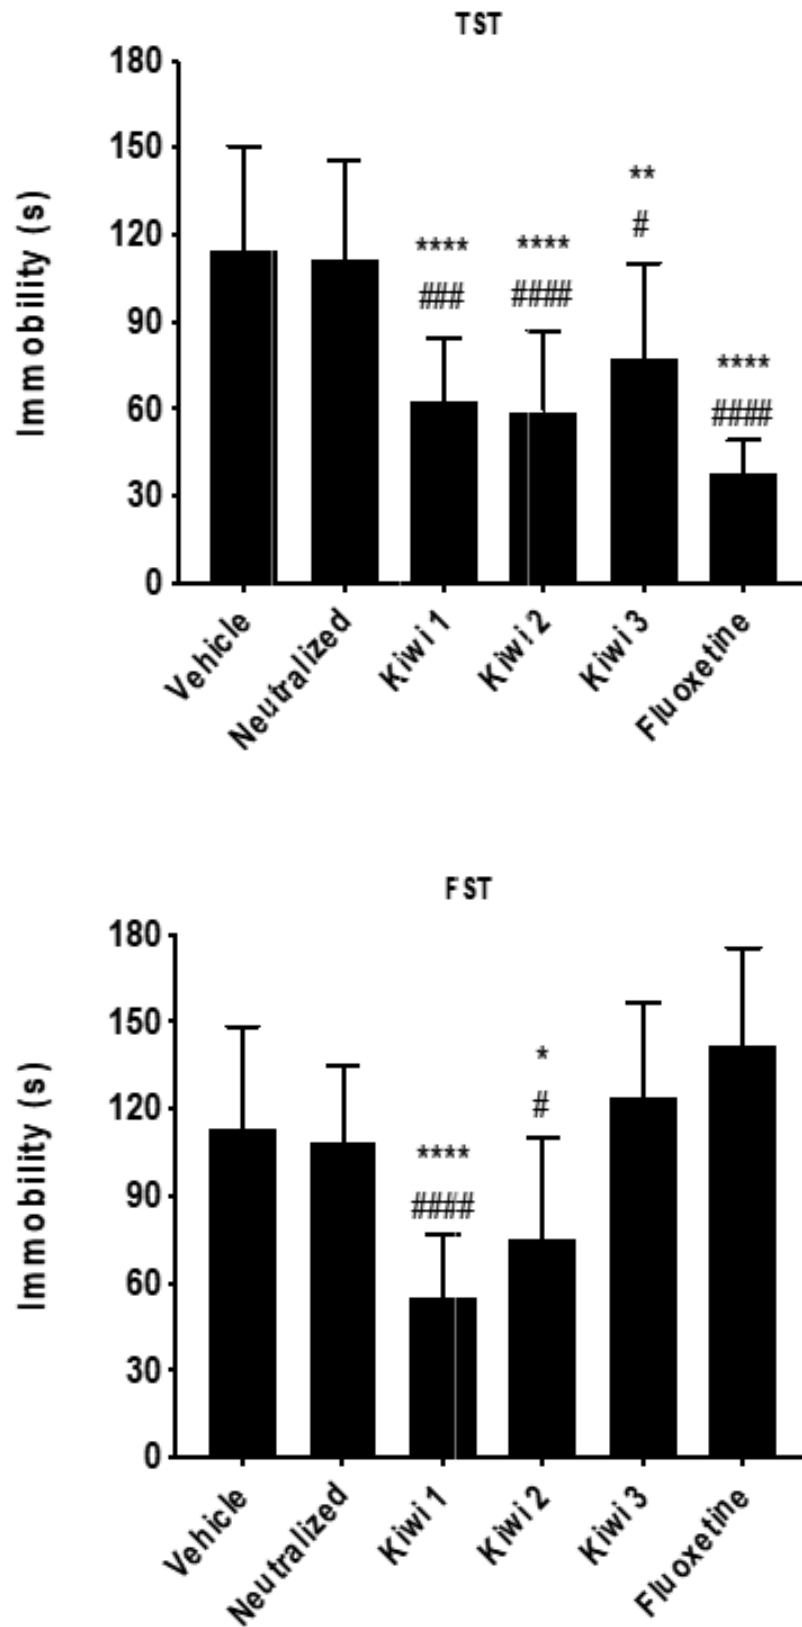 TST
Immobility (s)
180
150
120
90
60
30
0
****
###
****
####
**
#
****
####
Vehicle
Neutralized
Kiwi 1
Kiwi 2
Kiwi 3
Fluoxetine
FST
Immobility (s)
180
150
120
90
60
30
0
****
####
*
#
Vehicle
Neutralized
Kiwi 1
Kiwi 2
Kiwi 3
Fluoxetine